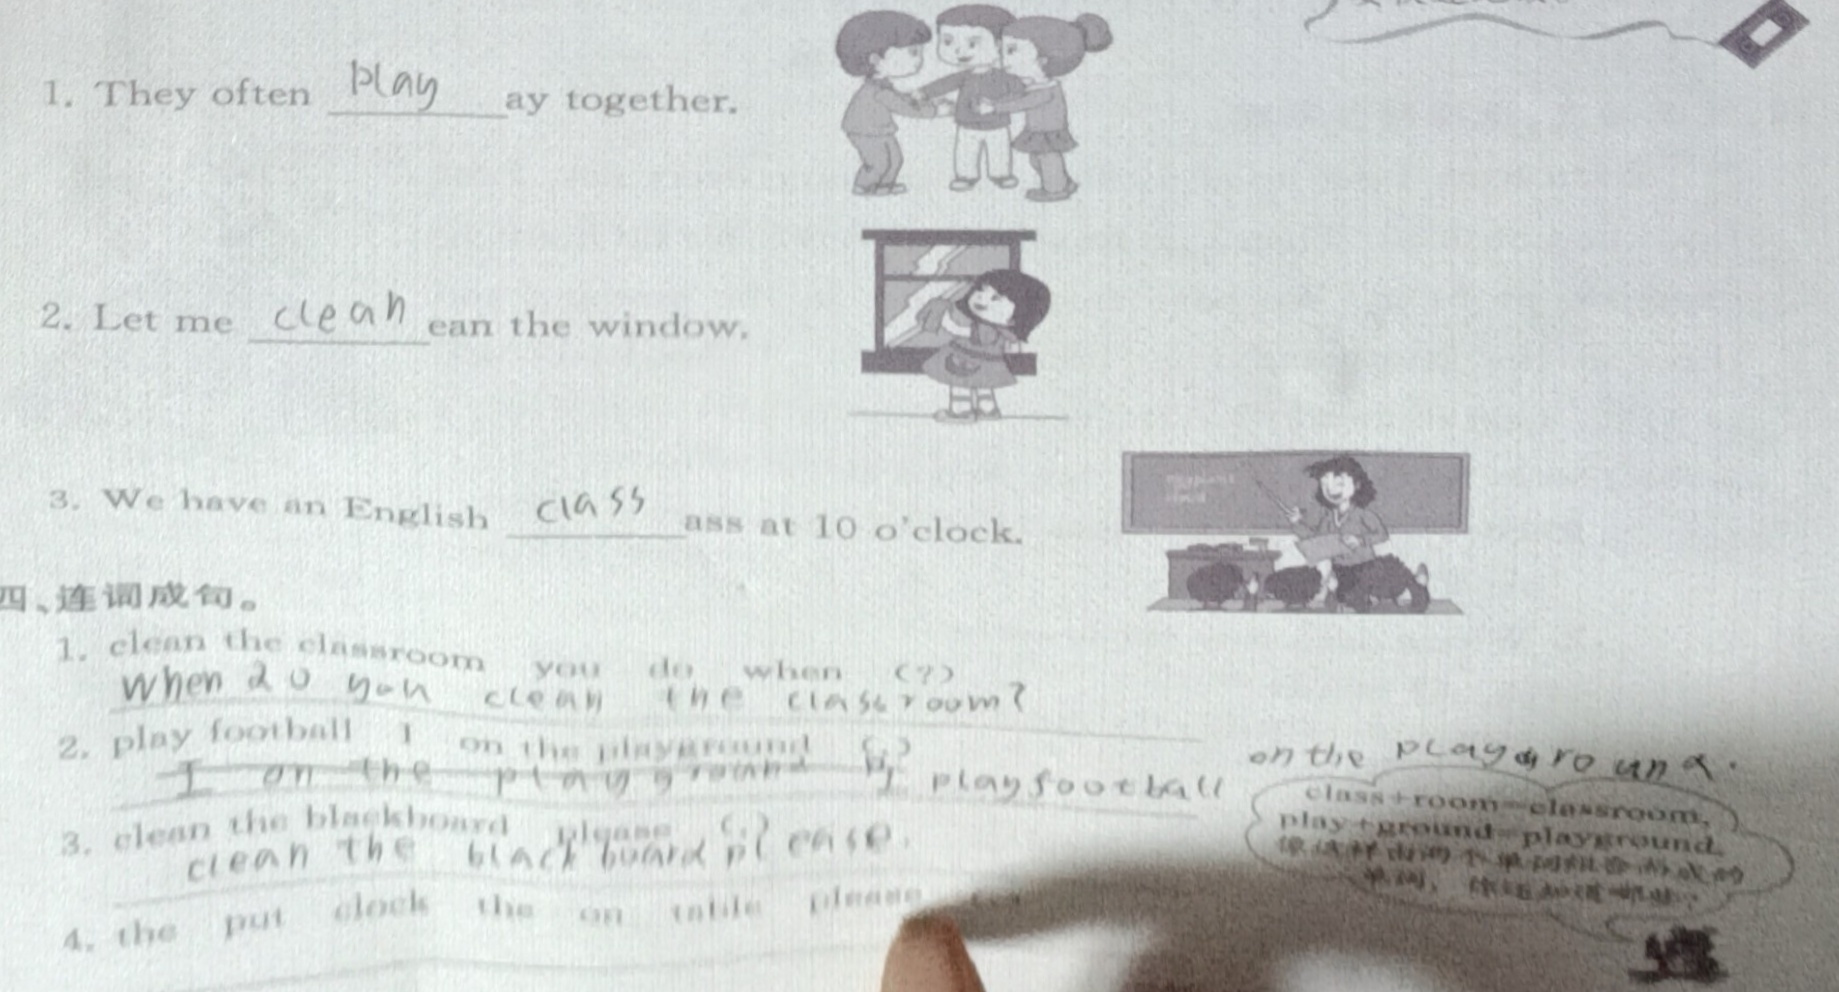 1. They often play ay together.
2. Let me clean ean the window.
3. We have an English class ass at 10 o'clock.
四、连词成句。
1. clean the classroom you do when (?)
When do you clean the classroom?
2. play football I on the playground (.)
I on the playground
I play football on the playground.
3. clean the blackboard please (.)
clean the blackboard please.
class+room=classroom,
play+ground=playground
像这样由两个单词组合而成的
单词，你还知道哪些？
4. the put clock the on table please